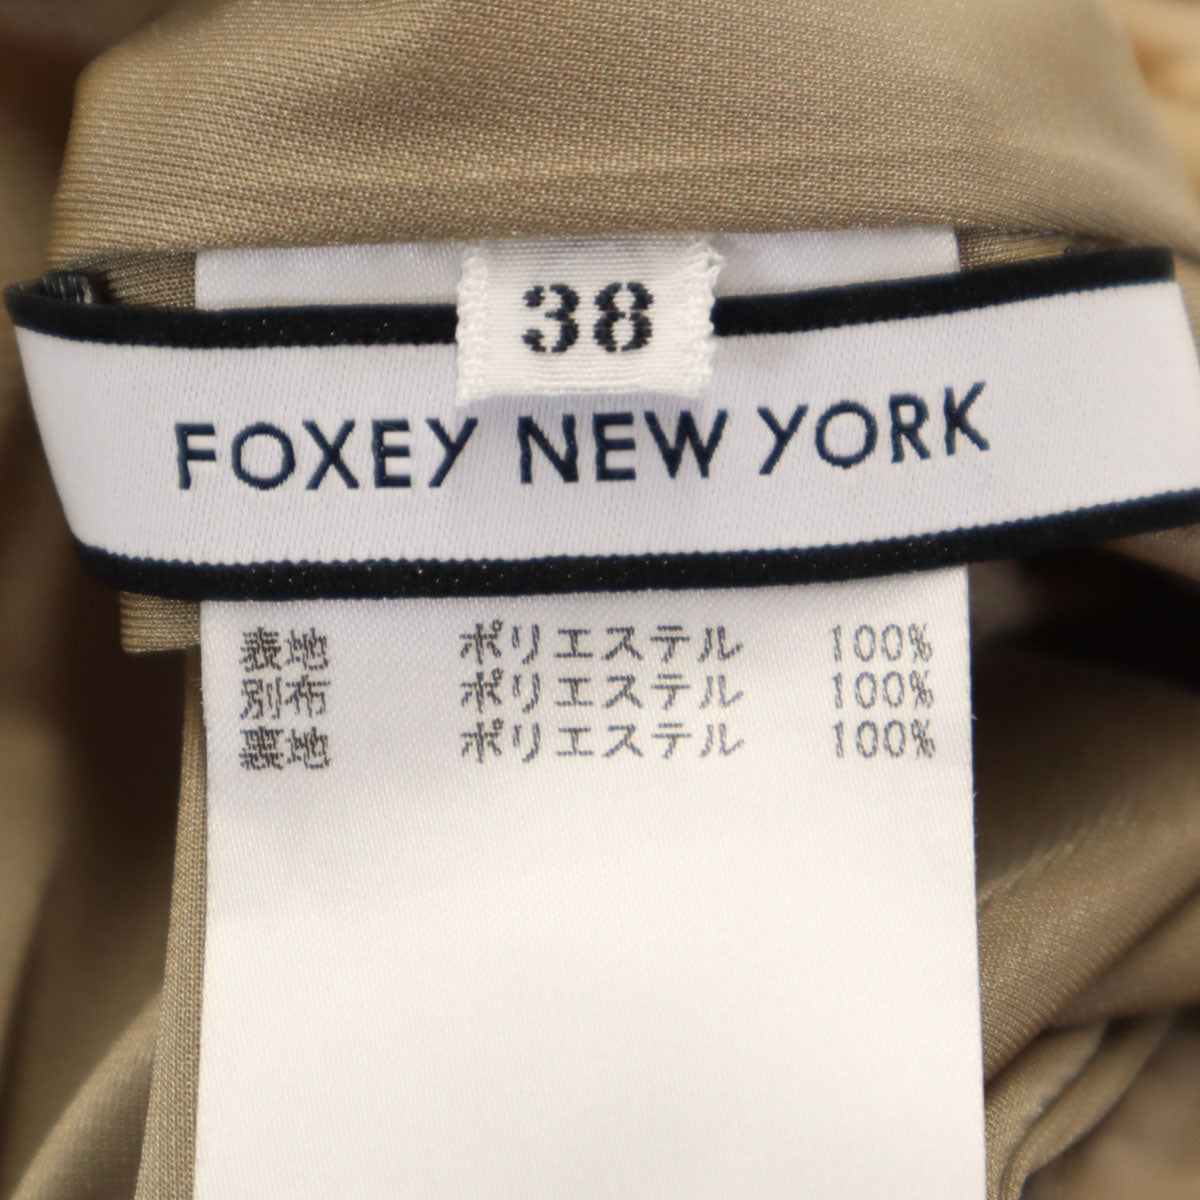 38
FOXEY NEW YORK
表地 ポリエステル 100%
別布 ポリエステル 100%
裏地 ポリエステル 100%